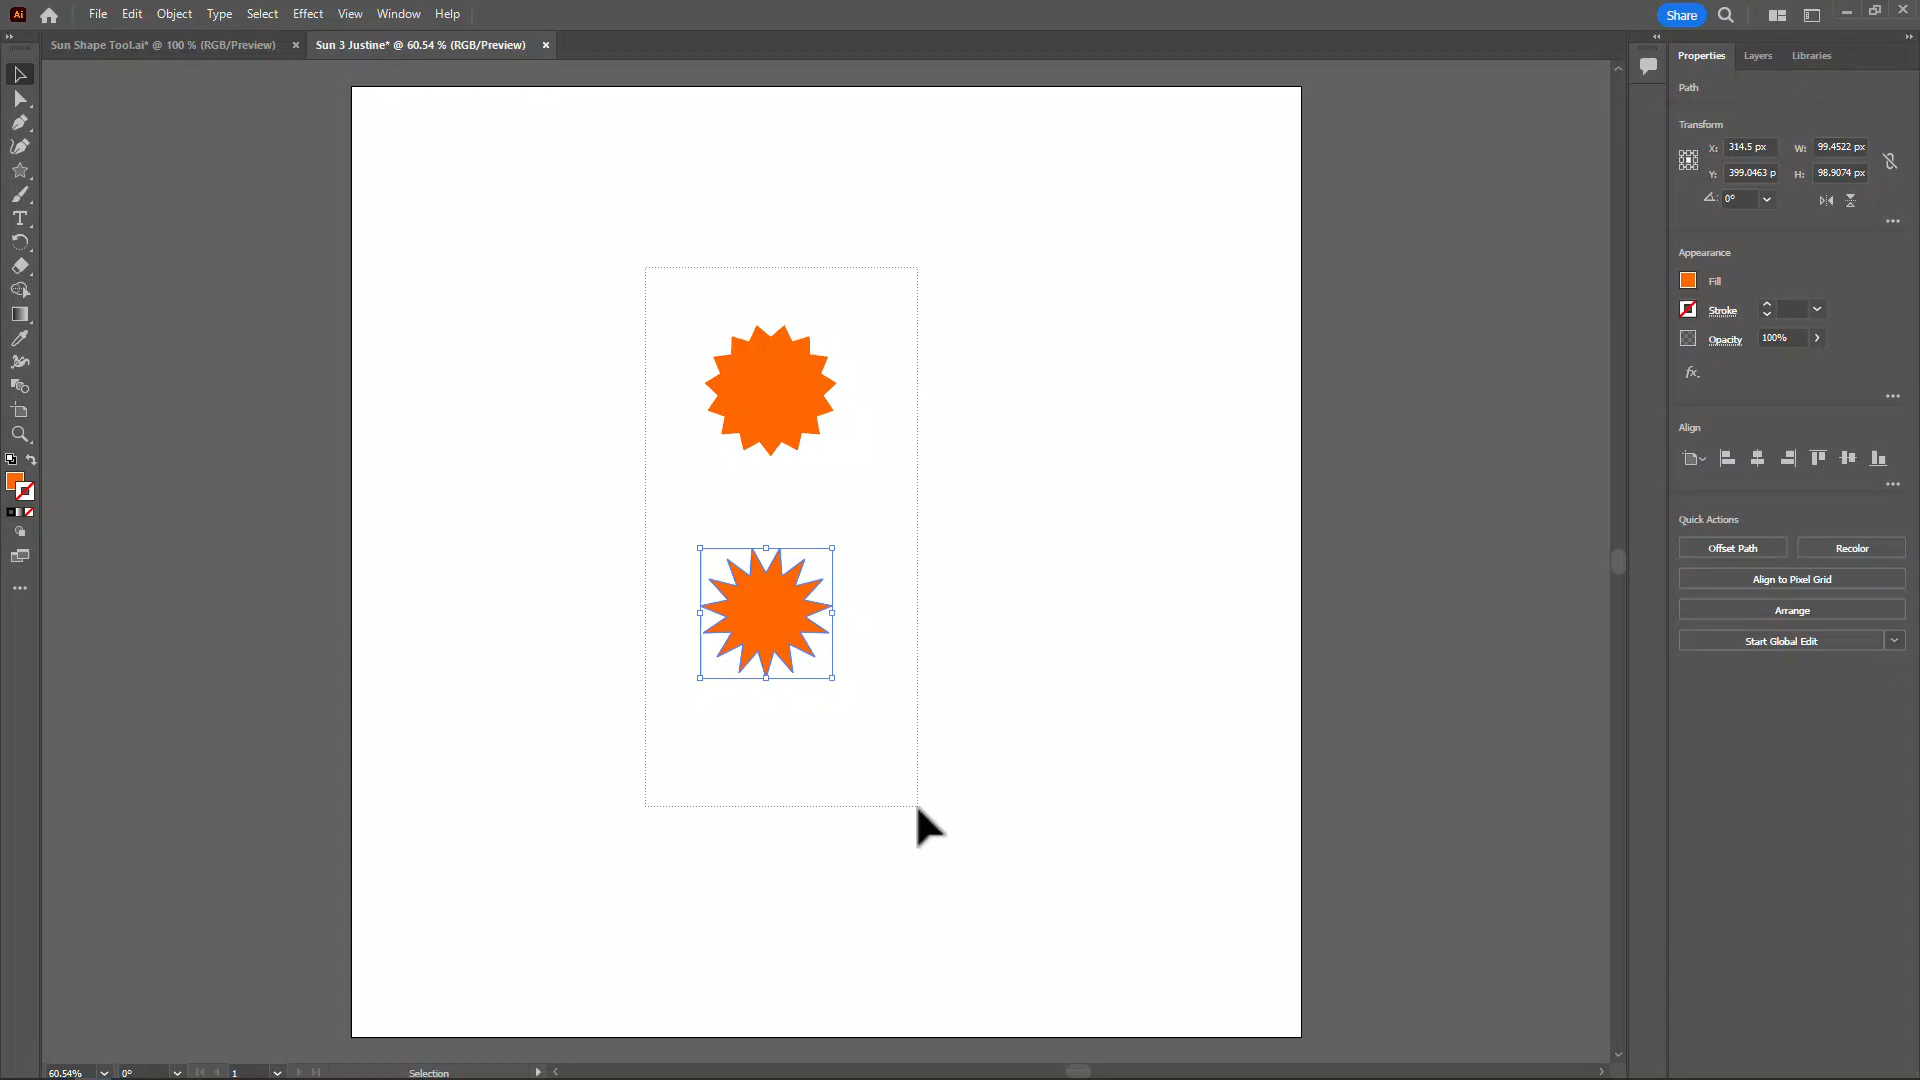 Ai File Edit Object Type Select Effect View Window Help Share
Sun Shape Tool.ai* @ 100 % (RGB/Preview) × Sun 3 Justine* @ 60.54 % (RGB/Preview) ×
Properties Layers Libraries
Path
Transform
X: 314.5 px W: 99.4522 px
Y: 399.0463 p H: 98.9074 px
0°
Appearance
Fill
Stroke
Opacity 100%
fx.
Align
Quick Actions
Offset Path Recolor
Align to Pixel Grid
Arrange
Start Global Edit
60.54% 0° 1 Selection